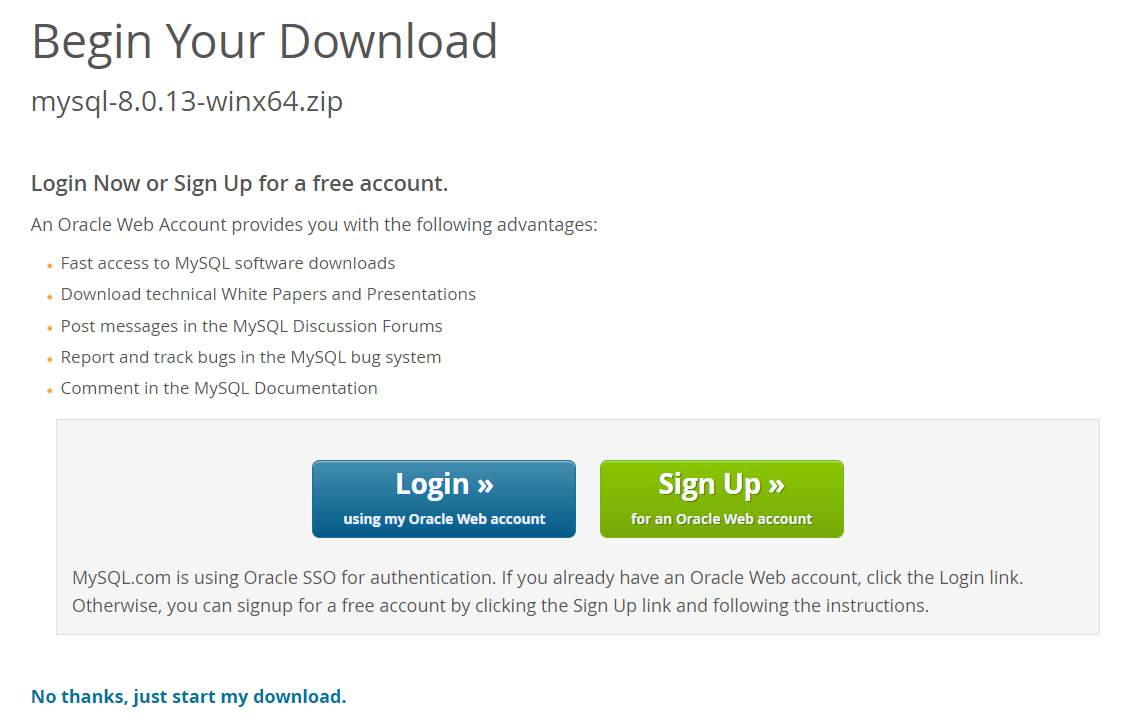 Begin Your Download
mysql-8.0.13-winx64.zip
Login Now or Sign Up for a free account.
An Oracle Web Account provides you with the following advantages:
Fast access to MySQL software downloads
Download technical White Papers and Presentations
Post messages in the MySQL Discussion Forums
Report and track bugs in the MySQL bug system
Comment in the MySQL Documentation
Login »
using my Oracle Web account
Sign Up »
for an Oracle Web account
MySQL.com is using Oracle SSO for authentication. If you already have an Oracle Web account, click the Login link.
Otherwise, you can signup for a free account by clicking the Sign Up link and following the instructions.
No thanks, just start my download.